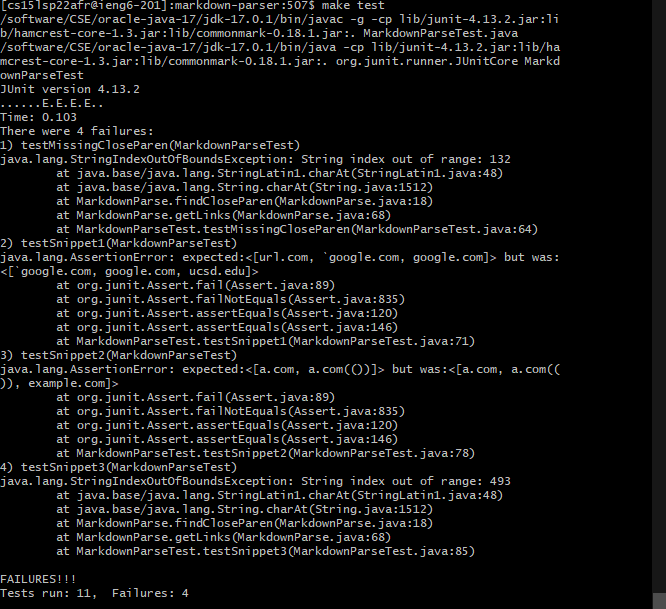 [cs15lsp22afr@ieng6-201]:markdown-parser:507$ make test
/software/CSE/oracle-java-17/jdk-17.0.1/bin/javac -g -cp lib/junit-4.13.2.jar:li
b/hamcrest-core-1.3.jar:lib/commonmark-0.18.1.jar:. MarkdownParseTest.java
/software/CSE/oracle-java-17/jdk-17.0.1/bin/java -cp lib/junit-4.13.2.jar:lib/ha
mcrest-core-1.3.jar:lib/commonmark-0.18.1.jar:. org.junit.runner.JUnitCore Markd
ownParseTest
JUnit version 4.13.2
......E.E.E.E..
Time: 0.103
There were 4 failures:
1) testMissingCloseParen(MarkdownParseTest)
java.lang.StringIndexOutOfBoundsException: String index out of range: 132
        at java.base/java.lang.StringLatin1.charAt(StringLatin1.java:48)
        at java.base/java.lang.String.charAt(String.java:1512)
        at MarkdownParse.findCloseParen(MarkdownParse.java:18)
        at MarkdownParse.getLinks(MarkdownParse.java:68)
        at MarkdownParseTest.testMissingCloseParen(MarkdownParseTest.java:64)
2) testSnippet1(MarkdownParseTest)
java.lang.AssertionError: expected:<[url.com, `google.com, google.com]> but was:
<[`google.com, google.com, ucsd.edu]>
        at org.junit.Assert.fail(Assert.java:89)
        at org.junit.Assert.failNotEquals(Assert.java:835)
        at org.junit.Assert.assertEquals(Assert.java:120)
        at org.junit.Assert.assertEquals(Assert.java:146)
        at MarkdownParseTest.testSnippet1(MarkdownParseTest.java:71)
3) testSnippet2(MarkdownParseTest)
java.lang.AssertionError: expected:<[a.com, a.com(())]> but was:<[a.com, a.com((
)), example.com]>
        at org.junit.Assert.fail(Assert.java:89)
        at org.junit.Assert.failNotEquals(Assert.java:835)
        at org.junit.Assert.assertEquals(Assert.java:120)
        at org.junit.Assert.assertEquals(Assert.java:146)
        at MarkdownParseTest.testSnippet2(MarkdownParseTest.java:78)
4) testSnippet3(MarkdownParseTest)
java.lang.StringIndexOutOfBoundsException: String index out of range: 493
        at java.base/java.lang.StringLatin1.charAt(StringLatin1.java:48)
        at java.base/java.lang.String.charAt(String.java:1512)
        at MarkdownParse.findCloseParen(MarkdownParse.java:18)
        at MarkdownParse.getLinks(MarkdownParse.java:68)
        at MarkdownParseTest.testSnippet3(MarkdownParseTest.java:85)

FAILURES!!!
Tests run: 11,  Failures: 4